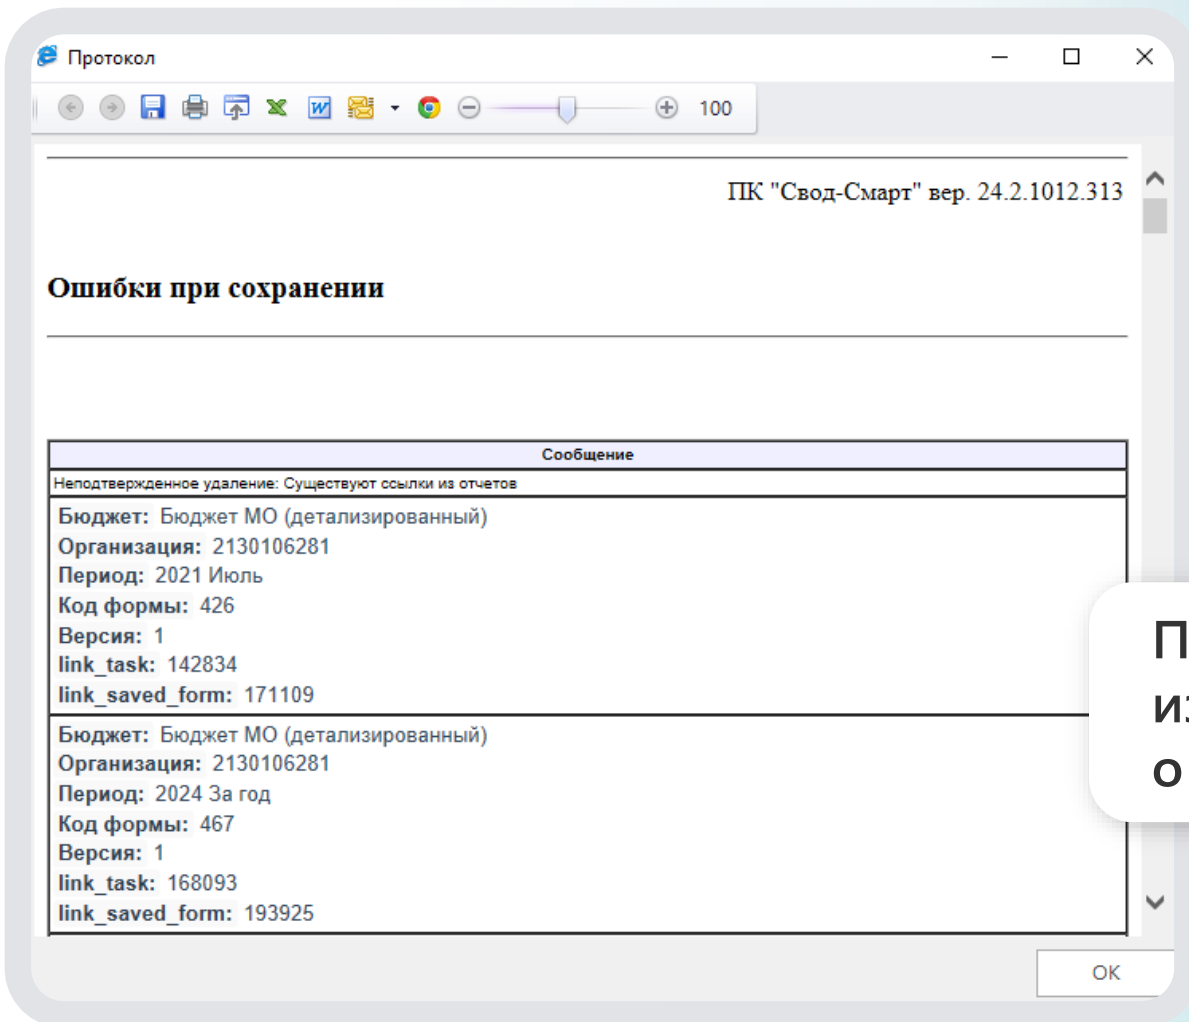 Протокол
100
ПК "Свод-Смарт" вер. 24.2.1012.313
Ошибки при сохранении
Сообщение
Неподтвержденное удаление: Существуют ссылки из отчетов
Бюджет: Бюджет МО (детализированный)
Организация: 2130106281
Период: 2021 Июль
Код формы: 426
Версия: 1
link_task: 142834
link_saved_form: 171109
Бюджет: Бюджет МО (детализированный)
Организация: 2130106281
Период: 2024 За год
Код формы: 467
Версия: 1
link_task: 168093
link_saved_form: 193925
OK